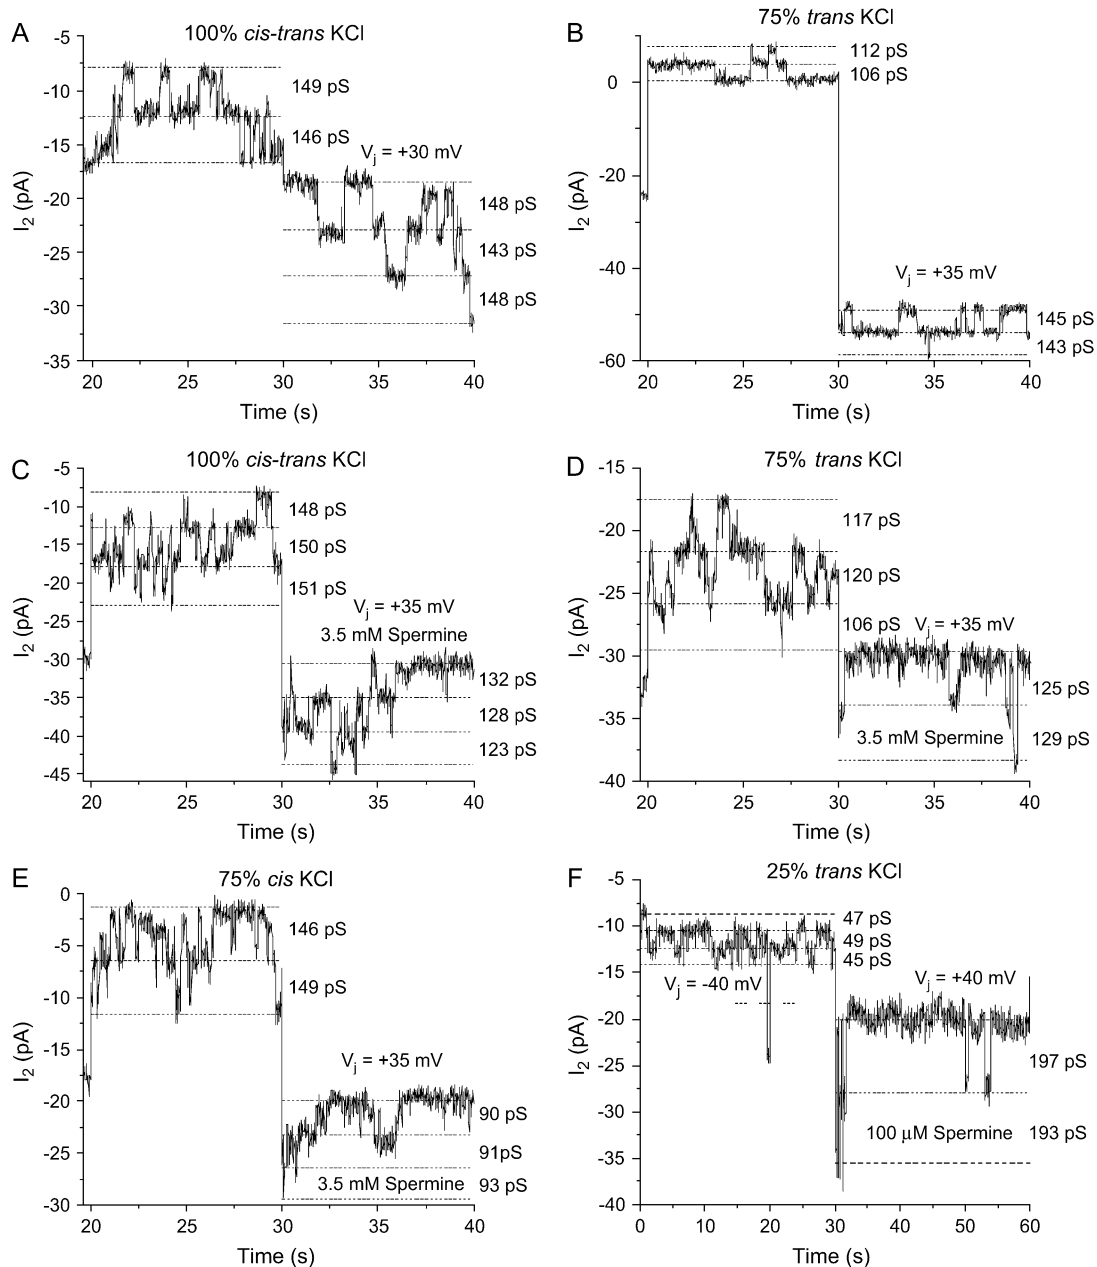 A
100% cis-trans KCl
-5
-10
-15
-20
-25
-30
-35
I2 (pA)
149 pS
146 pS
Vj = +30 mV
148 pS
143 pS
148 pS
20 25 30 35 40
Time (s)
B
75% trans KCl
0
-20
-40
-60
I2 (pA)
112 pS
106 pS
Vj = +35 mV
145 pS
143 pS
20 25 30 35 40
Time (s)
C
100% cis-trans KCl
-5
-10
-15
-20
-25
-30
-35
-40
-45
I2 (pA)
148 pS
150 pS
151 pS
Vj = +35 mV
3.5 mM Spermine
132 pS
128 pS
123 pS
20 25 30 35 40
Time (s)
D
75% trans KCl
-15
-20
-25
-30
-35
-40
I2 (pA)
117 pS
120 pS
106 pS Vj = +35 mV
125 pS
3.5 mM Spermine 129 pS
20 25 30 35 40
Time (s)
E
75% cis KCl
0
-5
-10
-15
-20
-25
-30
I2 (pA)
146 pS
149 pS
Vj = +35 mV
90 pS
91pS
3.5 mM Spermine 93 pS
20 25 30 35 40
Time (s)
F
25% trans KCl
-5
-10
-15
-20
-25
-30
-35
-40
I2 (pA)
47 pS
49 pS
45 pS
Vj = -40 mV Vj = +40 mV
197 pS
100 µM Spermine 193 pS
0 10 20 30 40 50 60
Time (s)